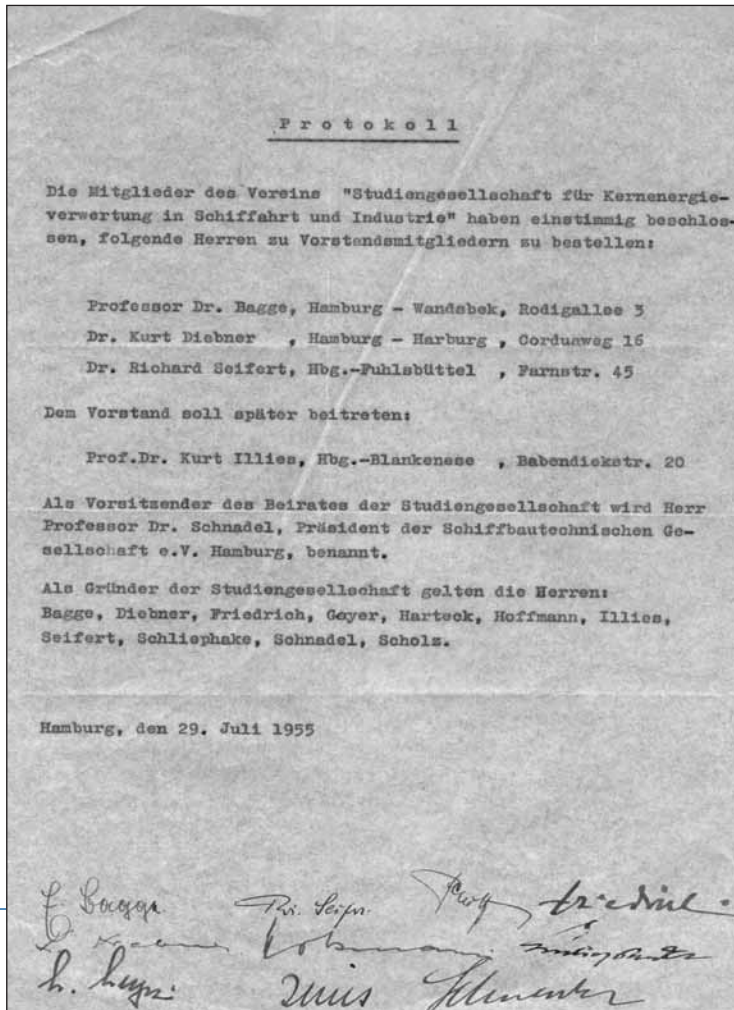 Protokoll
Die Mitglieder des Vereins "Studiengesellschaft für Kernenergie-
verwertung in Schiffahrt und Industrie" haben einstimmig beschlos-
sen, folgende Herren zu Vorstandsmitgliedern zu bestellen:
Professor Dr. Bagge, Hamburg - Wandsbek, Rodigallee 3
Dr. Kurt Diebner , Hamburg - Harburg , Corduaweg 16
Dr. Richard Seifert, Hbg.-Fuhlsbüttel , Farnstr. 45
Dem Vorstand soll später beitreten:
Prof.Dr. Kurt Illies, Hbg.-Blankenese , Babendiekstr. 20
Als Vorsitzender des Beirates der Studiengesellschaft wird Herr
Professor Dr. Schnadel, Präsident der Schiffbautechnischen Ge-
sellschaft e.V. Hamburg, benannt.
Als Gründer der Studiengesellschaft gelten die Herren:
Bagge, Diebner, Friedrich, Geyer, Harteck, Hoffmann, Illies,
Seifert, Schliephake, Schnadel, Scholz.
Hamburg, den 29. Juli 1955
E. Bagge